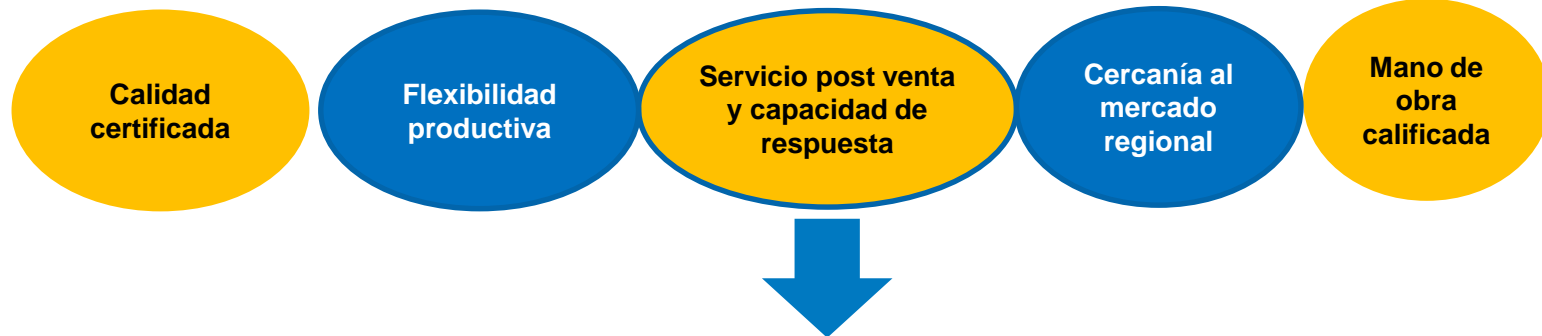 Calidad
certificada
Flexibilidad
productiva
Servicio post venta
y capacidad de
respuesta
Cercanía al
mercado
regional
Mano de
obra
calificada